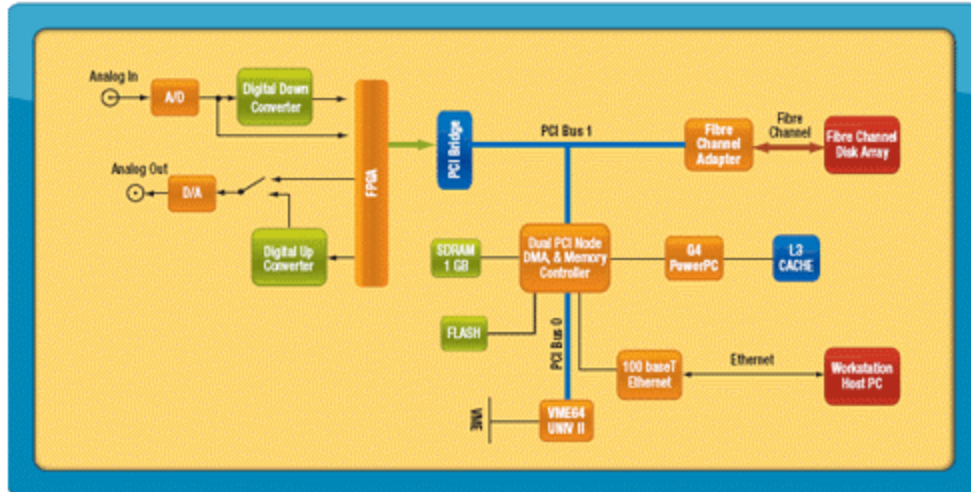 Analog In
A/D
Digital Down
Converter
Analog Out
D/A
Digital Up
Converter
FPGA
PCI Bridge
PCI Bus 1
Fibre
Channel
Adapter
Fibre
Channel
Fibre Channel
Disk Array
SDRAM
1 GB
Dual PCI Node
DMA, & Memory
Controller
G4
PowerPC
L3
CACHE
FLASH
PCI Bus 0
100 baseT
Ethernet
Ethernet
Workstation
Host PC
VME
VME64
UNIV II